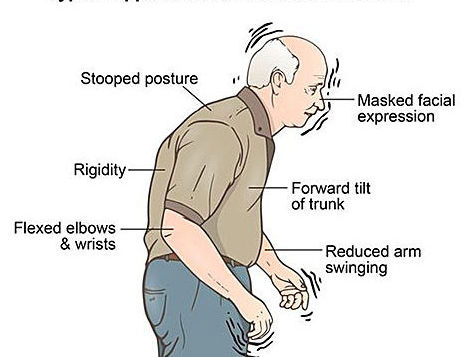 Stooped posture
Masked facial
expression
Rigidity
Forward tilt
of trunk
Flexed elbows
& wrists
Reduced arm
swinging